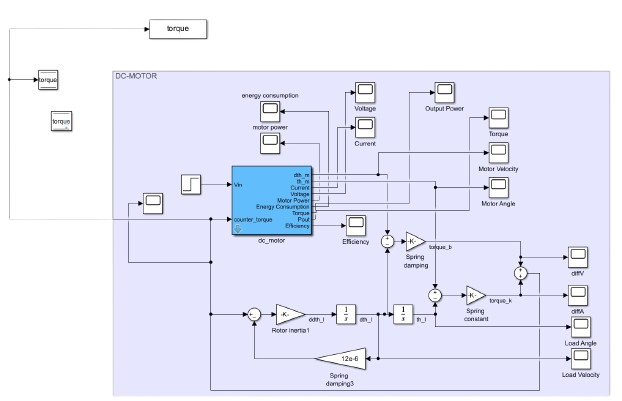 torque
torque
torque
DC-MOTOR
energy consumption
motor power
Voltage
Current
Output Power
Torque
Motor Velocity
Motor Angle
Vin
counter_torque
dth_m
th_m
Current
Voltage
Motor Power
Energy Consumption
Torque
Pout
Efficiency
dc_motor
Efficiency
-K-
torque_b
Spring
damping
diffV
-K-
torque_k
Spring
constant
diffA
-K-
Rotor inertia1
ddth_l
1
s
dth_l
1
s
th_l
Load Angle
12e-6
Spring
damping3
Load Velocity